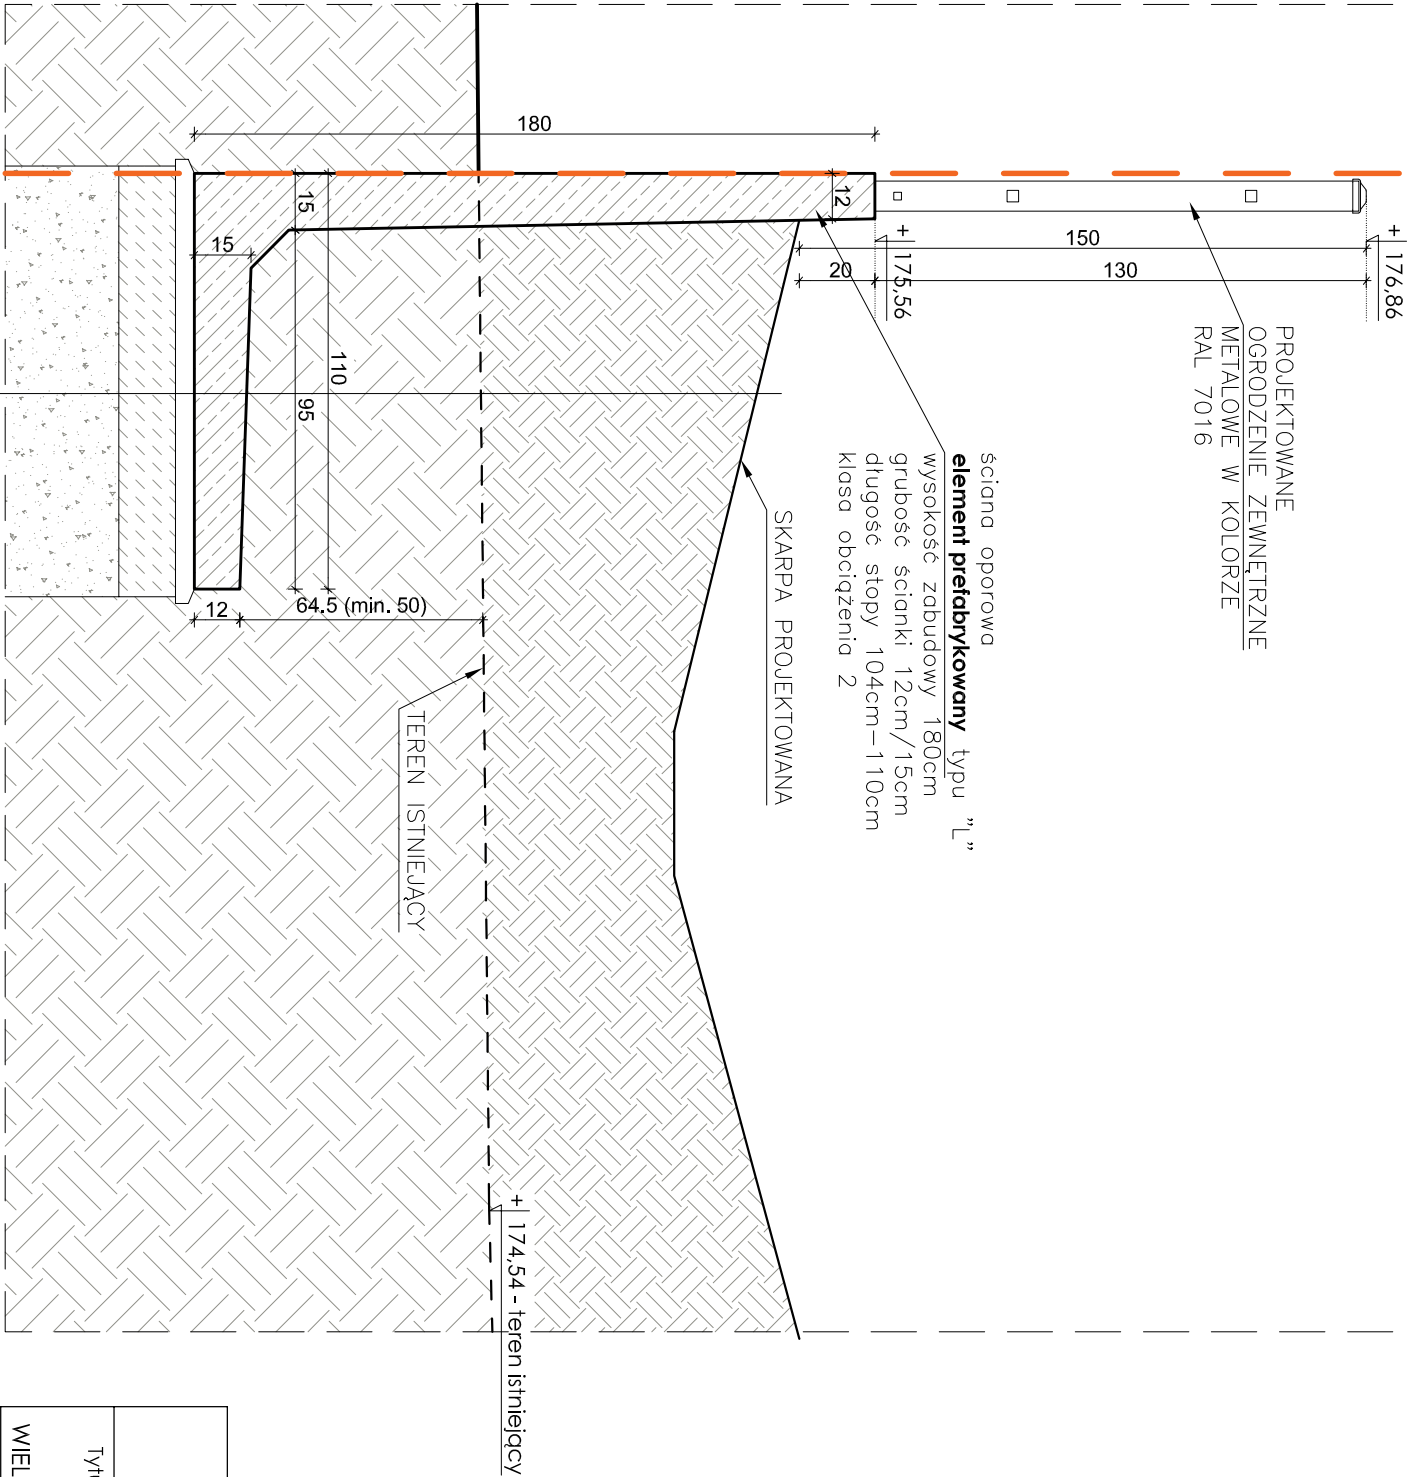 180
12
+ 175,56
+ 176,86
150
20
130
15
15
110
95
12
64.5 (min. 50)
PROJEKTOWANE
OGRODZENIE ZEWNĘTRZNE
METALOWE W KOLORZE
RAL 7016
ściana oporowa
element prefabrykowany typu "L"
wysokość zabudowy 180cm
grubość ścianki 12cm/15cm
długość stopy 104cm-110cm
klasa obciążenia 2
SKARPA PROJEKTOWANA
TEREN ISTNIEJĄCY
+ 174,54 - teren istniejący